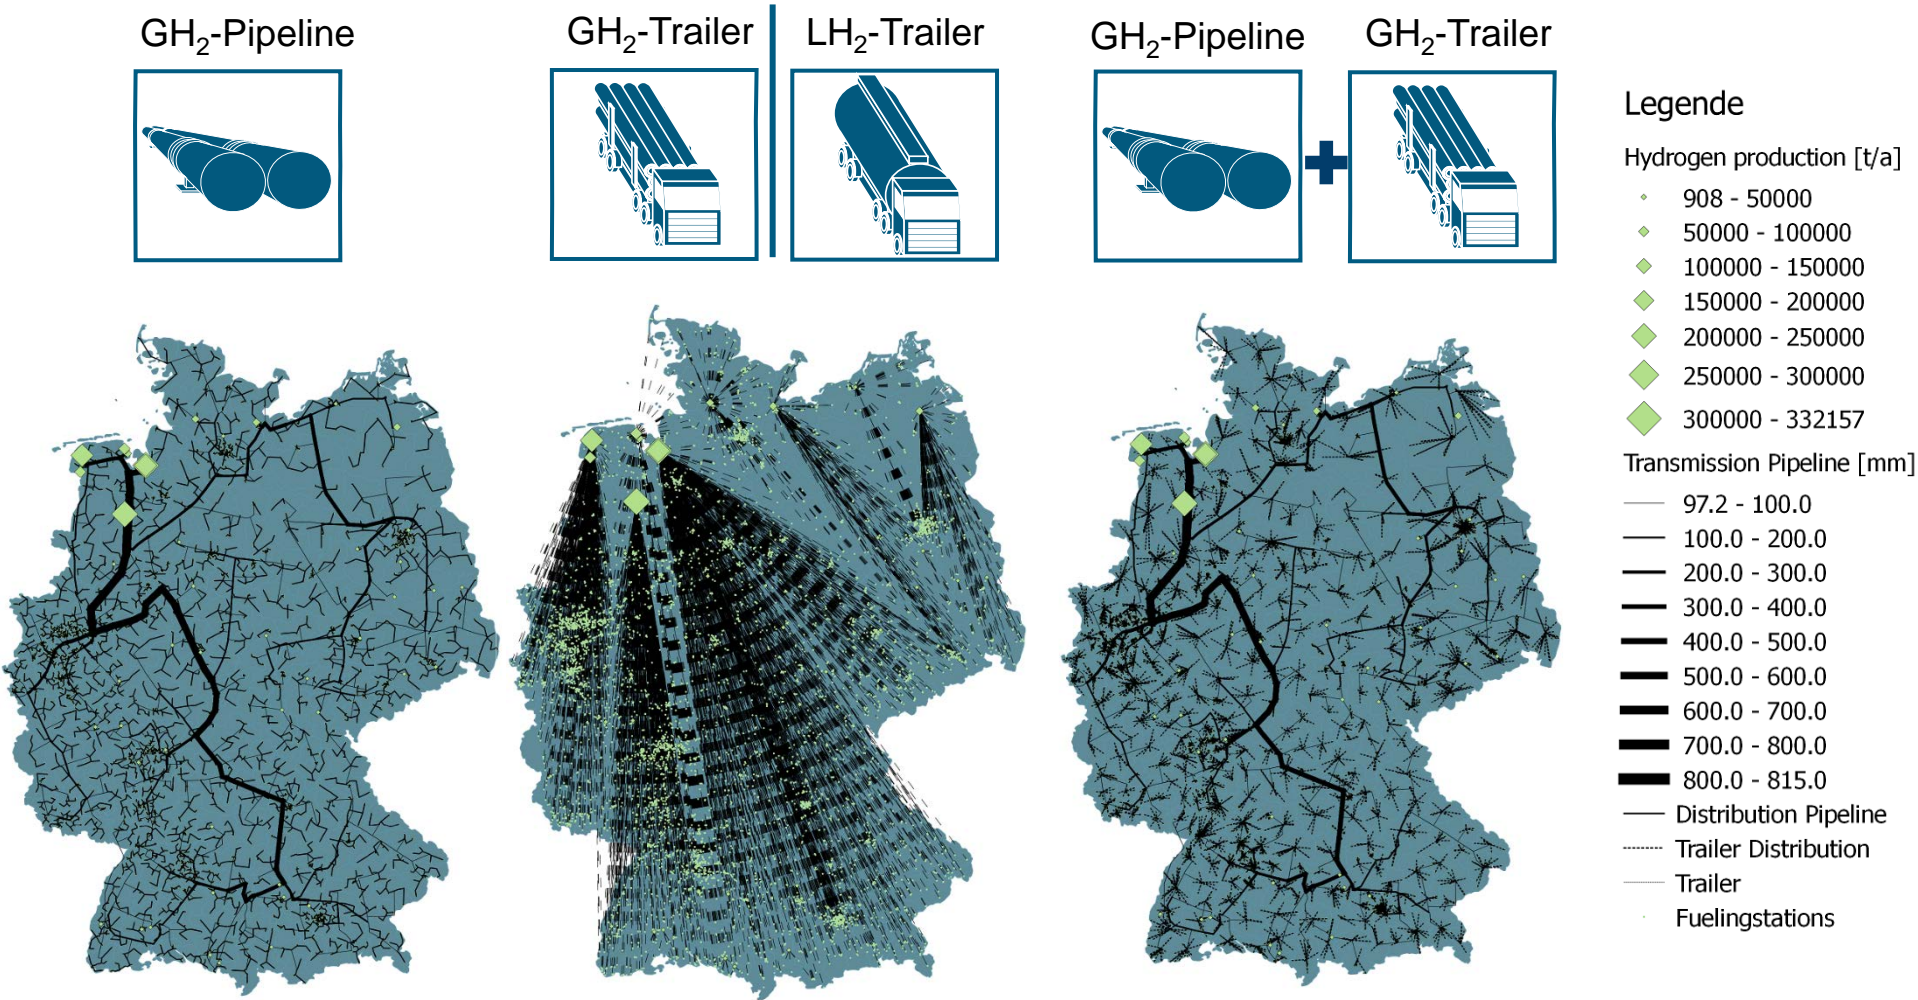 GH₂-Pipeline
GH₂-Trailer
LH₂-Trailer
GH₂-Pipeline
GH₂-Trailer
Legende
Hydrogen production [t/a]
908 - 50000
50000 - 100000
100000 - 150000
150000 - 200000
200000 - 250000
250000 - 300000
300000 - 332157
Transmission Pipeline [mm]
97.2 - 100.0
100.0 - 200.0
200.0 - 300.0
300.0 - 400.0
400.0 - 500.0
500.0 - 600.0
600.0 - 700.0
700.0 - 800.0
800.0 - 815.0
Distribution Pipeline
Trailer Distribution
Trailer
Fuelingstations